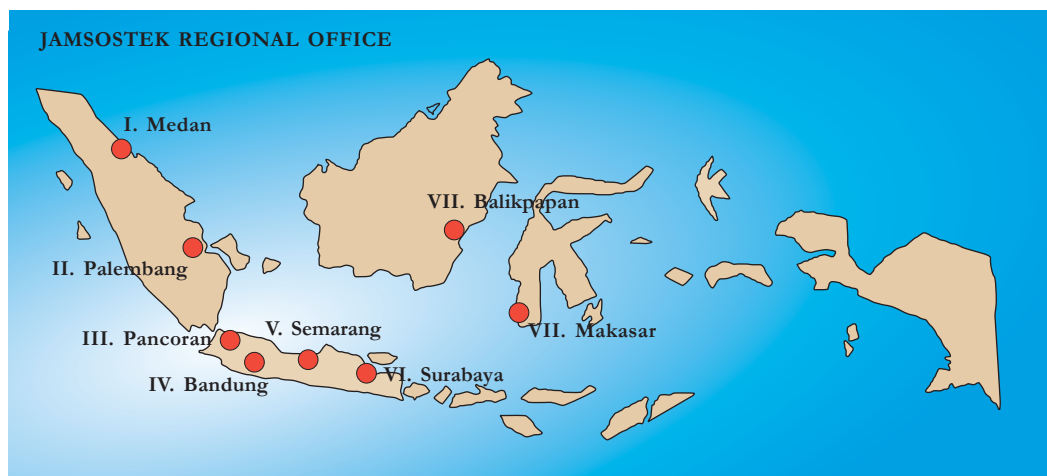 JAMSOSTEK REGIONAL OFFICE
I. Medan
VII. Balikpapan
II. Palembang
V. Semarang
III. Pancoran
VII. Makasar
IV. Bandung
VI. Surabaya